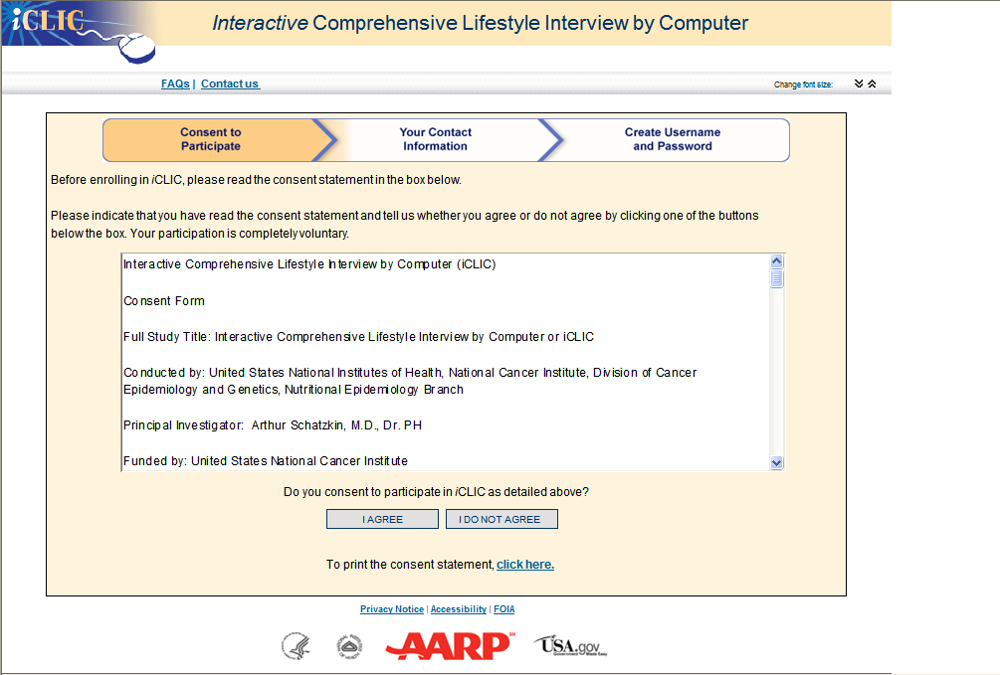 iCLIC
Interactive Comprehensive Lifestyle Interview by Computer
FAQs | Contact us
Change font size:
Consent to
Participate
Your Contact
Information
Create Username
and Password
Before enrolling in iCLIC, please read the consent statement in the box below.
Please indicate that you have read the consent statement and tell us whether you agree or do not agree by clicking one of the buttons
below the box. Your participation is completely voluntary.
Interactive Comprehensive Lifestyle Interview by Computer (iCLIC)
Consent Form
Full Study Title: Interactive Comprehensive Lifestyle Interview by Computer or iCLIC
Conducted by: United States National Institutes of Health, National Cancer Institute, Division of Cancer
Epidemiology and Genetics, Nutritional Epidemiology Branch
Principal Investigator: Arthur Schatzkin, M.D., Dr. PH
Funded by: United States National Cancer Institute
Do you consent to participate in iCLIC as detailed above?
I AGREE
I DO NOT AGREE
To print the consent statement, click here.
Privacy Notice | Accessibility | FOIA
AARP
USA.gov
Government Made Easy